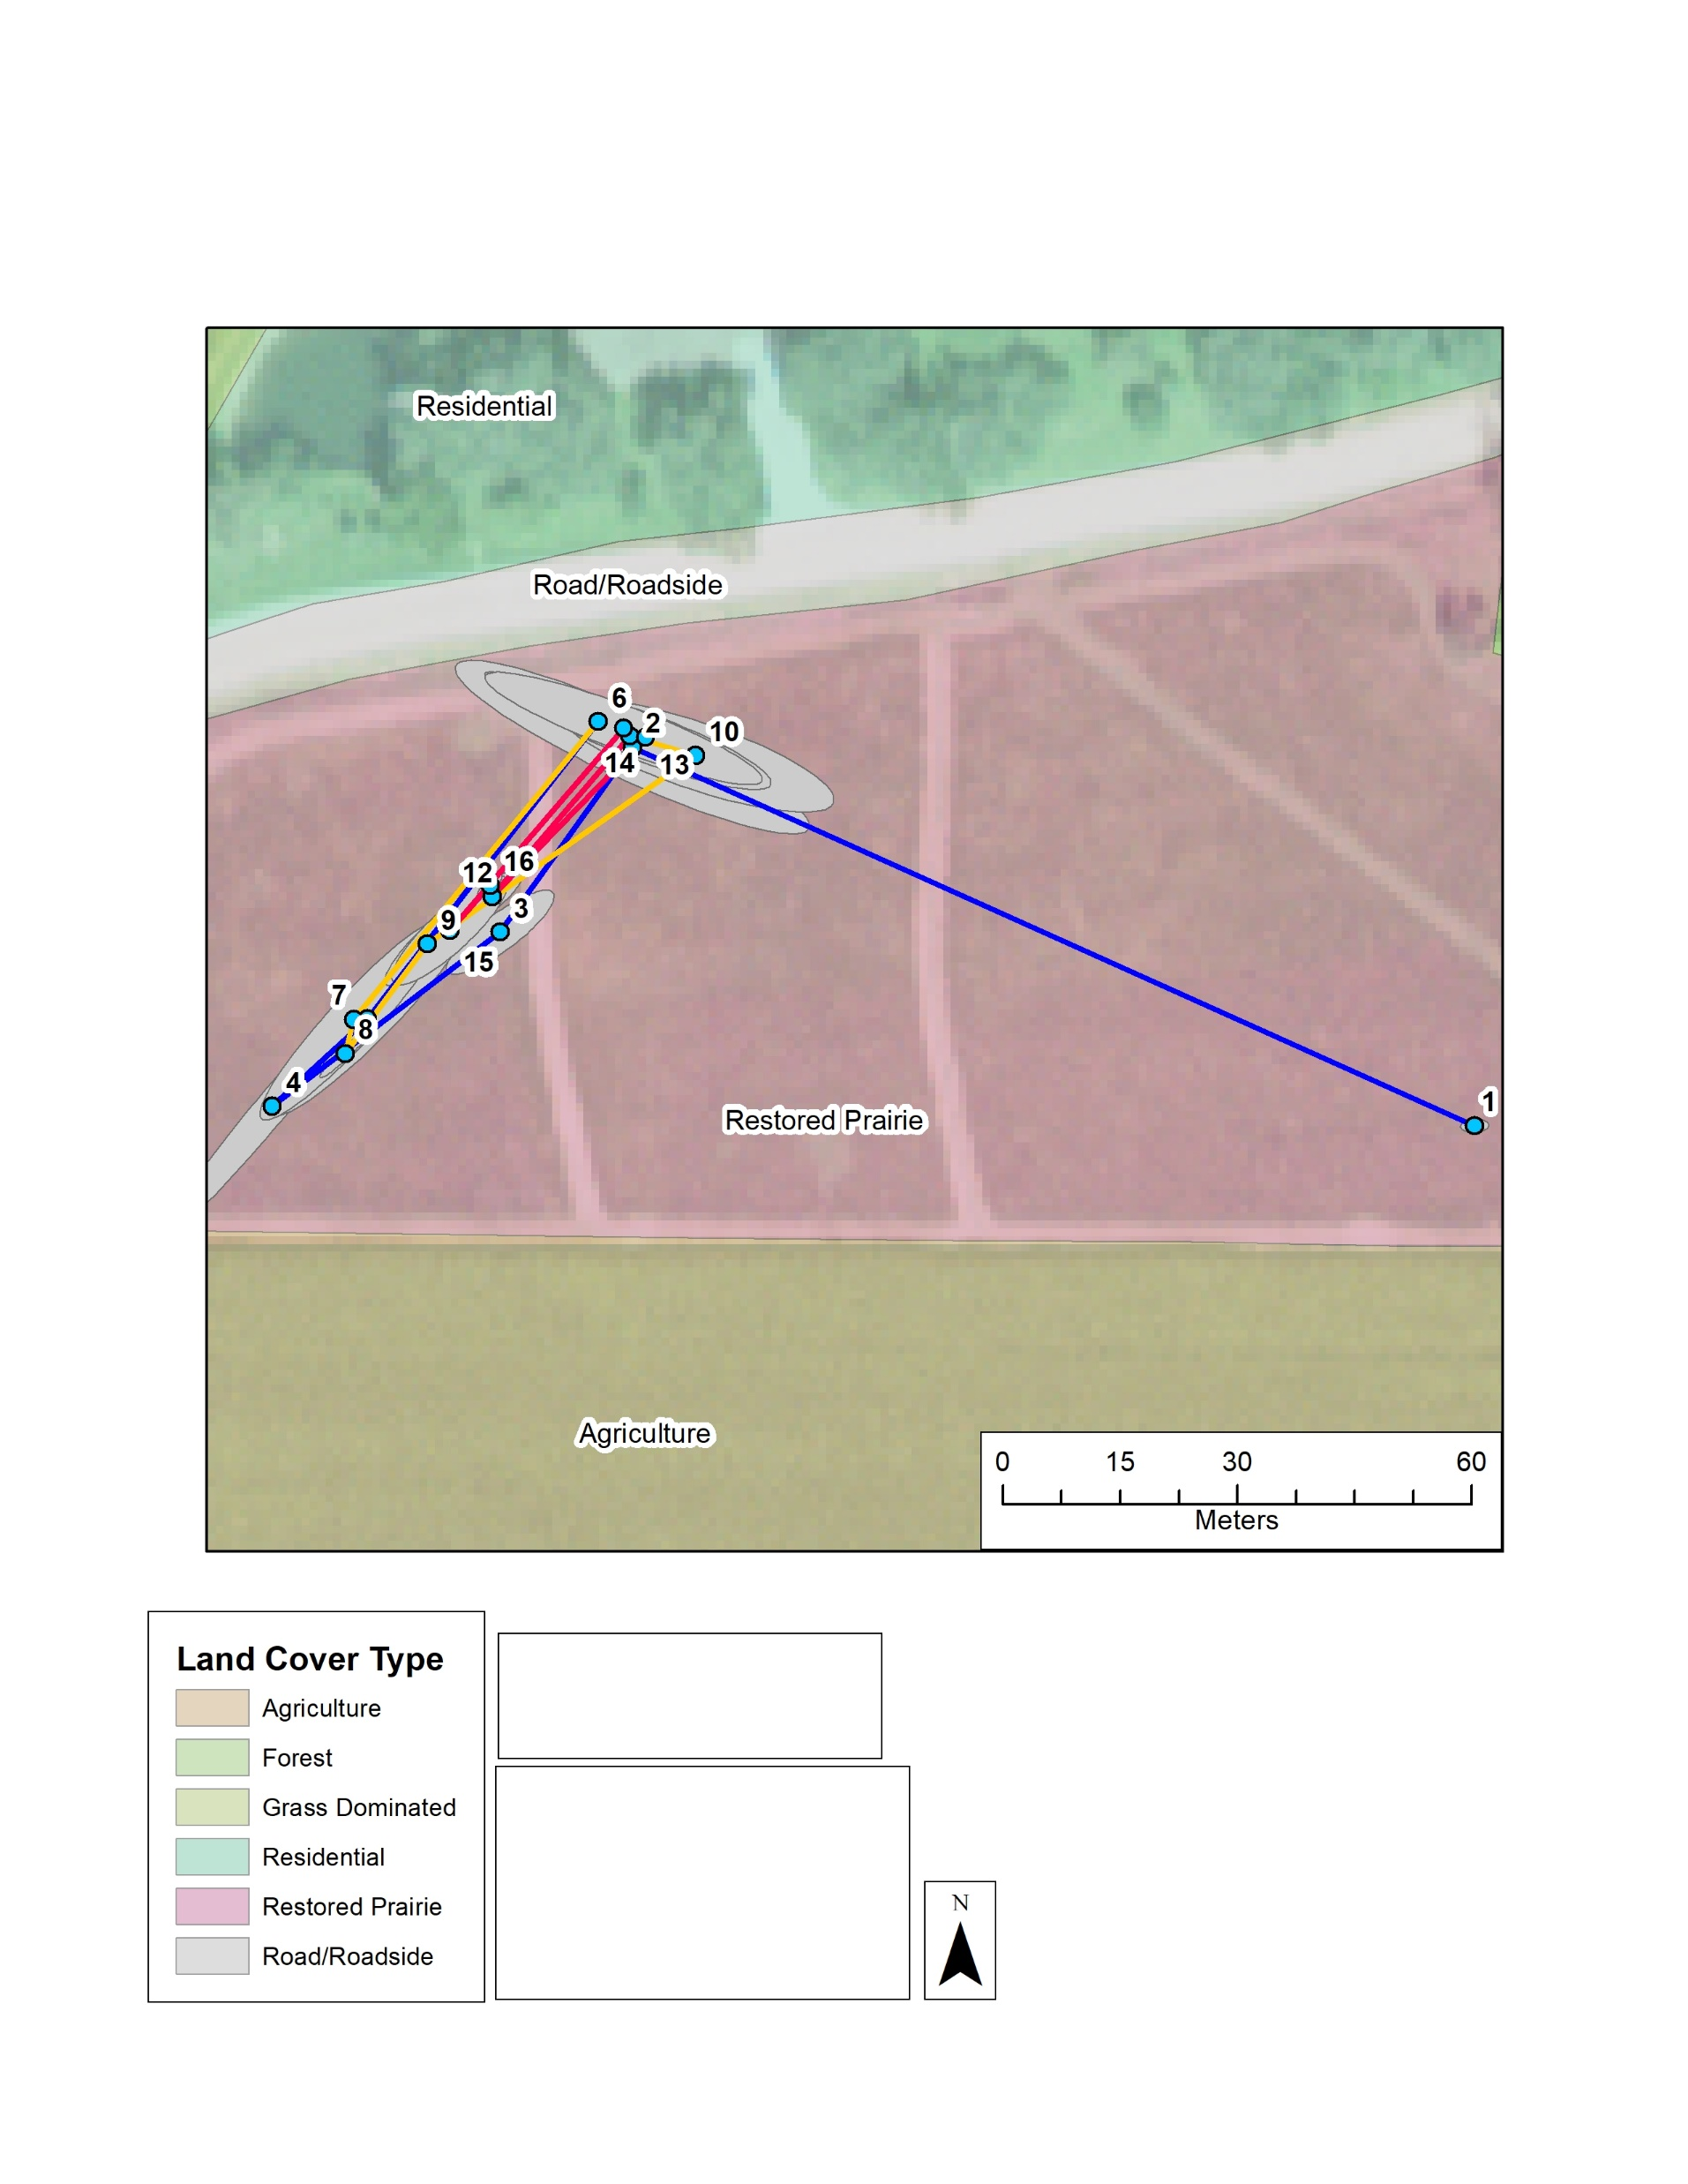 Residential
Road/Roadside
6
2
10
14
13
12
16
3
9
15
7
8
4
1
Restored Prairie
Agriculture
0 15 30 60
Meters
Land Cover Type
Agriculture
Forest
Grass Dominated
Residential
Restored Prairie
Road/Roadside
N